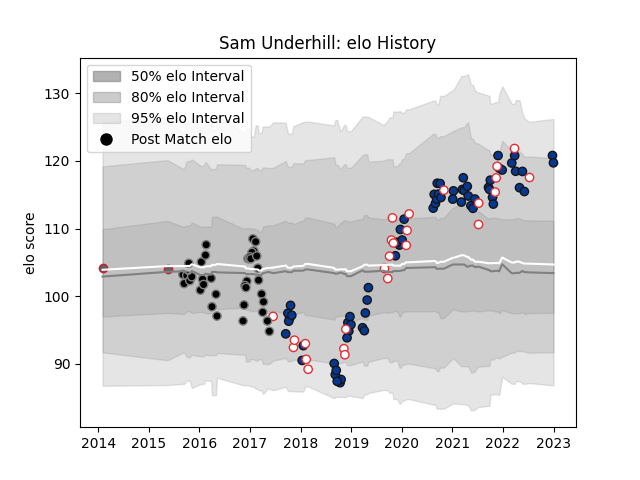 Sam Underhill: elo History
50% elo Interval
80% elo Interval
95% elo Interval
Post Match elo
elo score
130
120
110
100
90
2014 2015 2016 2017 2018 2019 2020 2021 2022 2023